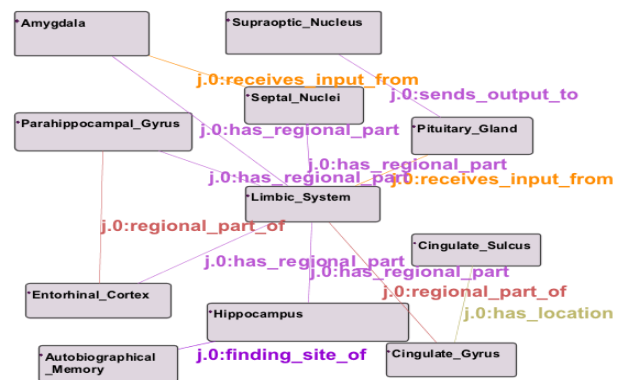 Amygdala
Supraoptic_Nucleus
j.0:receives_input_from
j.0:sends_output_to
Septal_Nuclei
Parahippocampal_Gyrus
j.0:has_regional_part
Pituitary_Gland
j.0:has_regional_part
j.0:has_regional_part
j.0:receives_input_from
Limbic_System
j.0:regional_part_of
Cingulate_Sulcus
j.0:has_regional_part
j.0:has_regional_part
Entorhinal_Cortex
j.0:regional_part_of
Hippocampus
j.0:has_location
Autobiographical
_Memory
j.0:finding_site_of
Cingulate_Gyrus